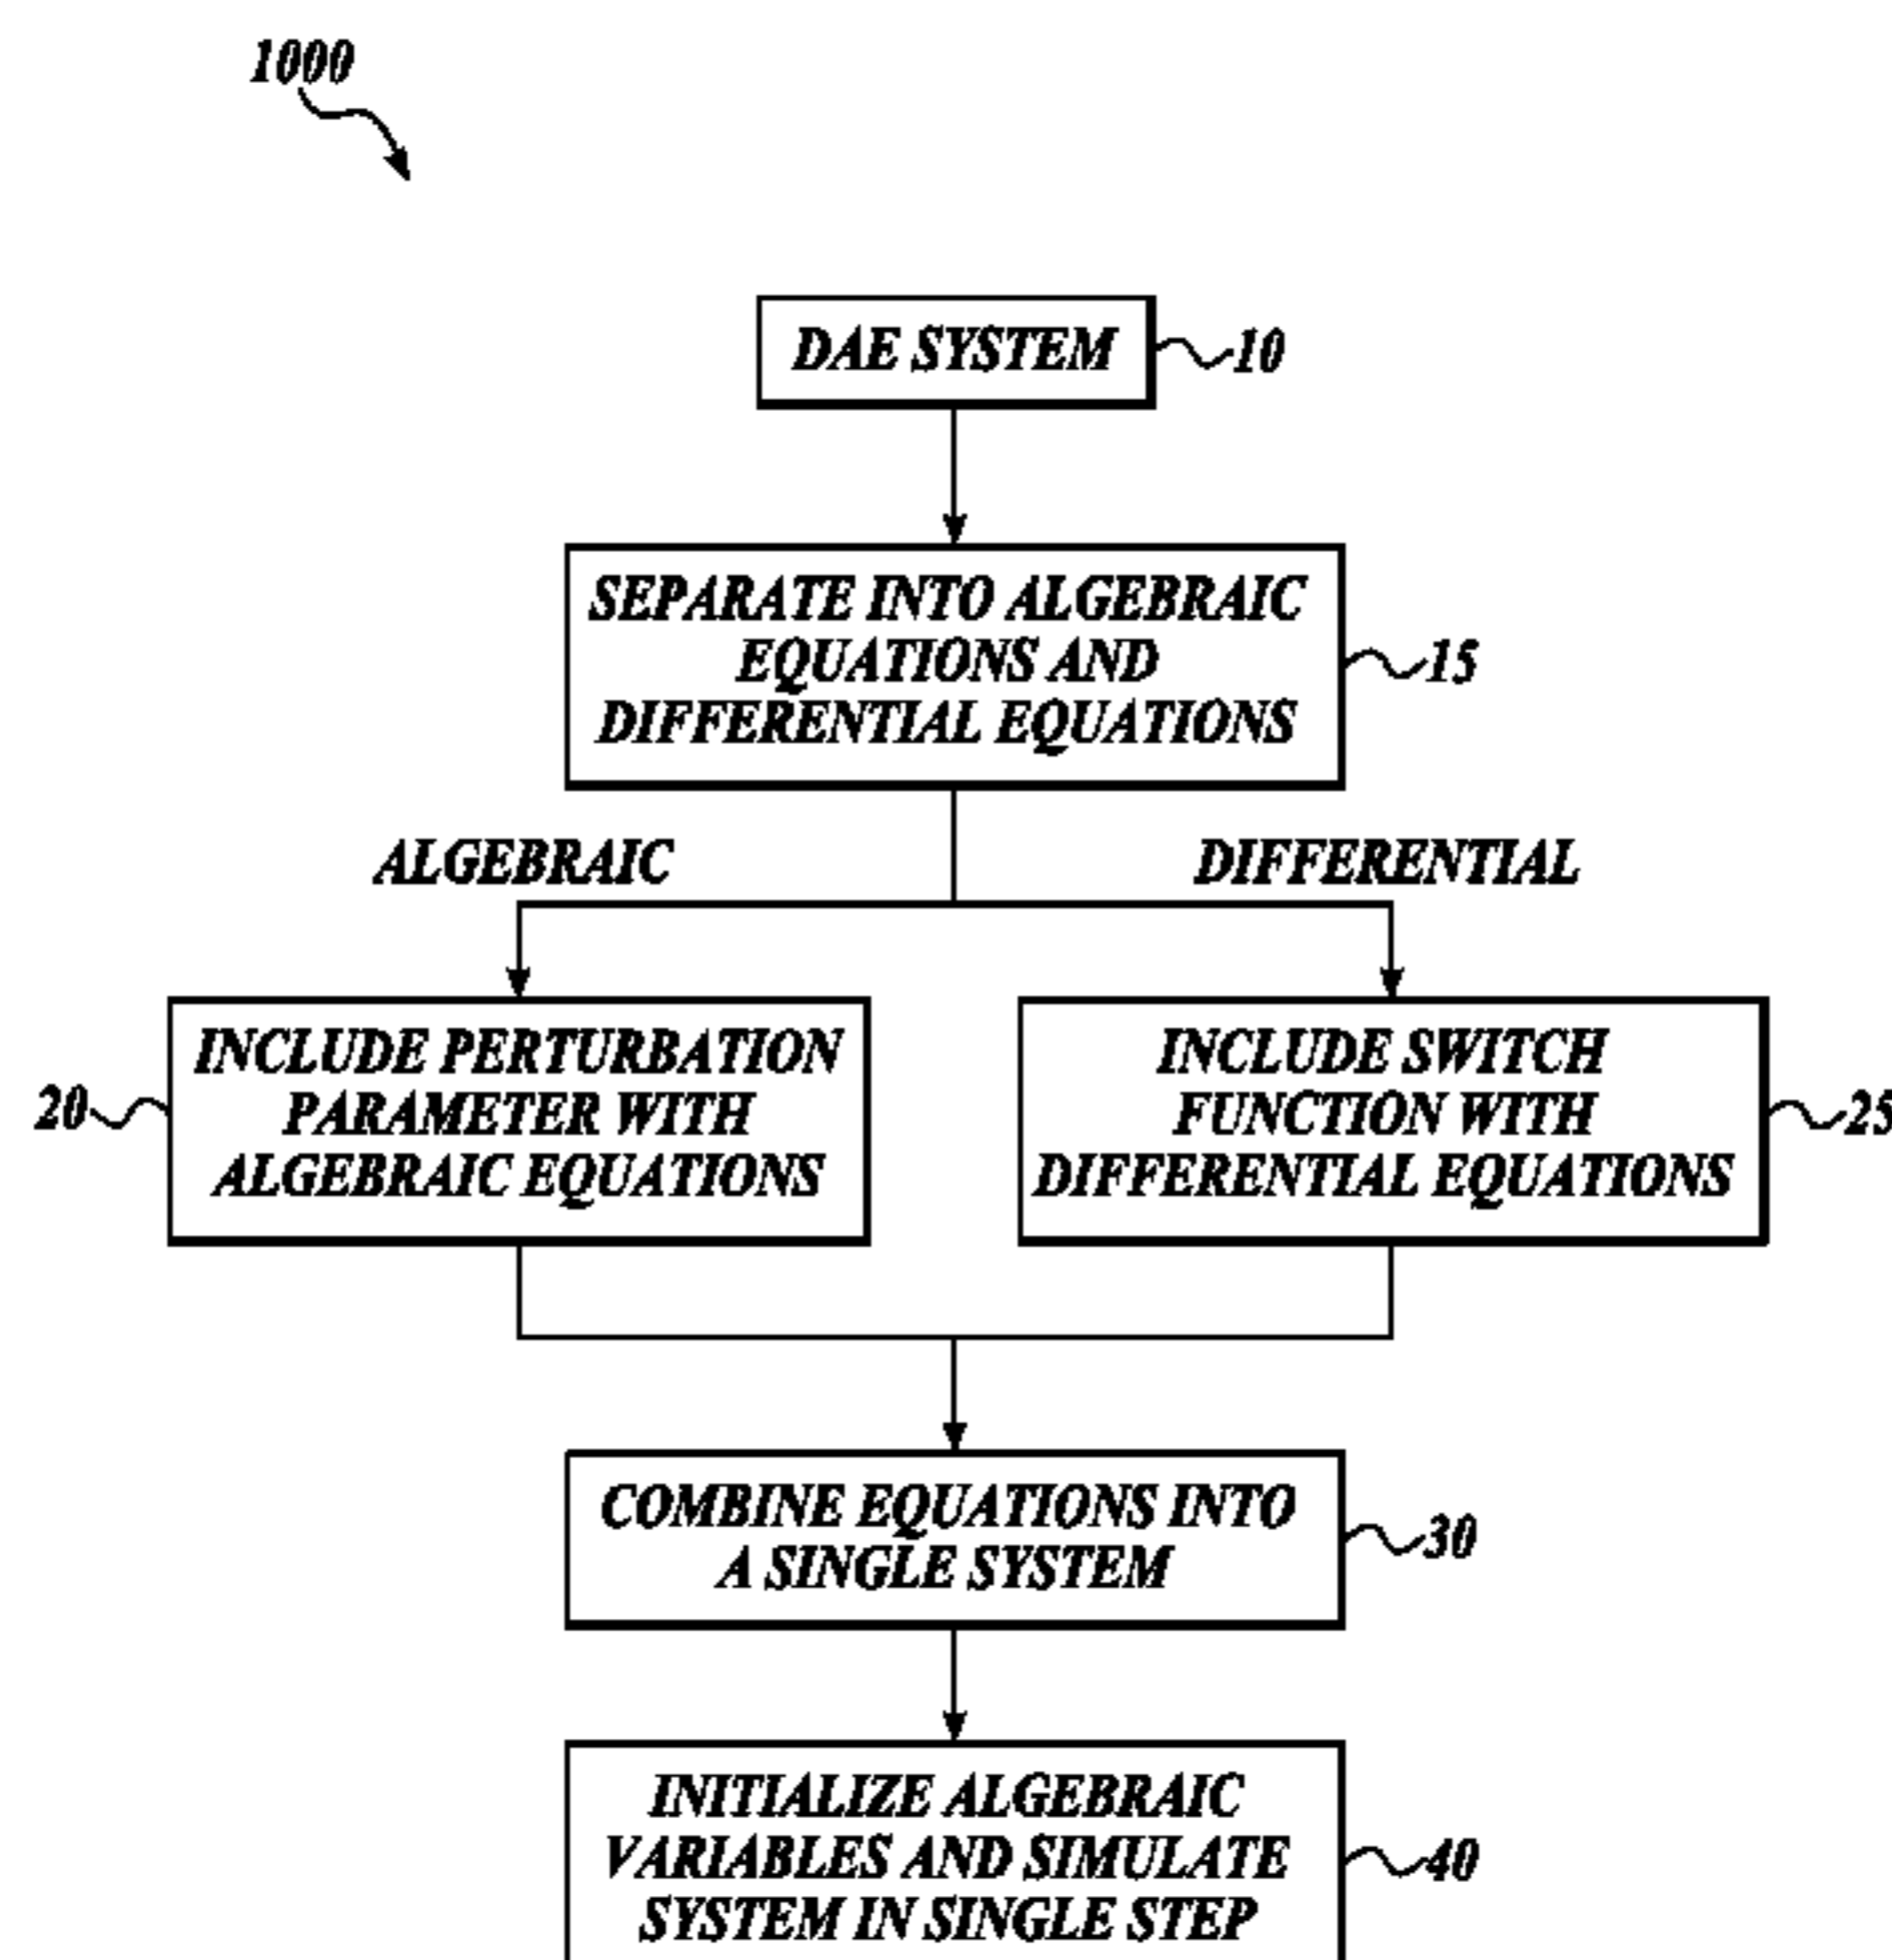 1000
DAE SYSTEM
10
SEPARATE INTO ALGEBRAIC
EQUATIONS AND
DIFFERENTIAL EQUATIONS
15
ALGEBRAIC
DIFFERENTIAL
20
INCLUDE PERTURBATION
PARAMETER WITH
ALGEBRAIC EQUATIONS
INCLUDE SWITCH
FUNCTION WITH
DIFFERENTIAL EQUATIONS
25
COMBINE EQUATIONS INTO
A SINGLE SYSTEM
30
INITIALIZE ALGEBRAIC
VARIABLES AND SIMULATE
SYSTEM IN SINGLE STEP
40